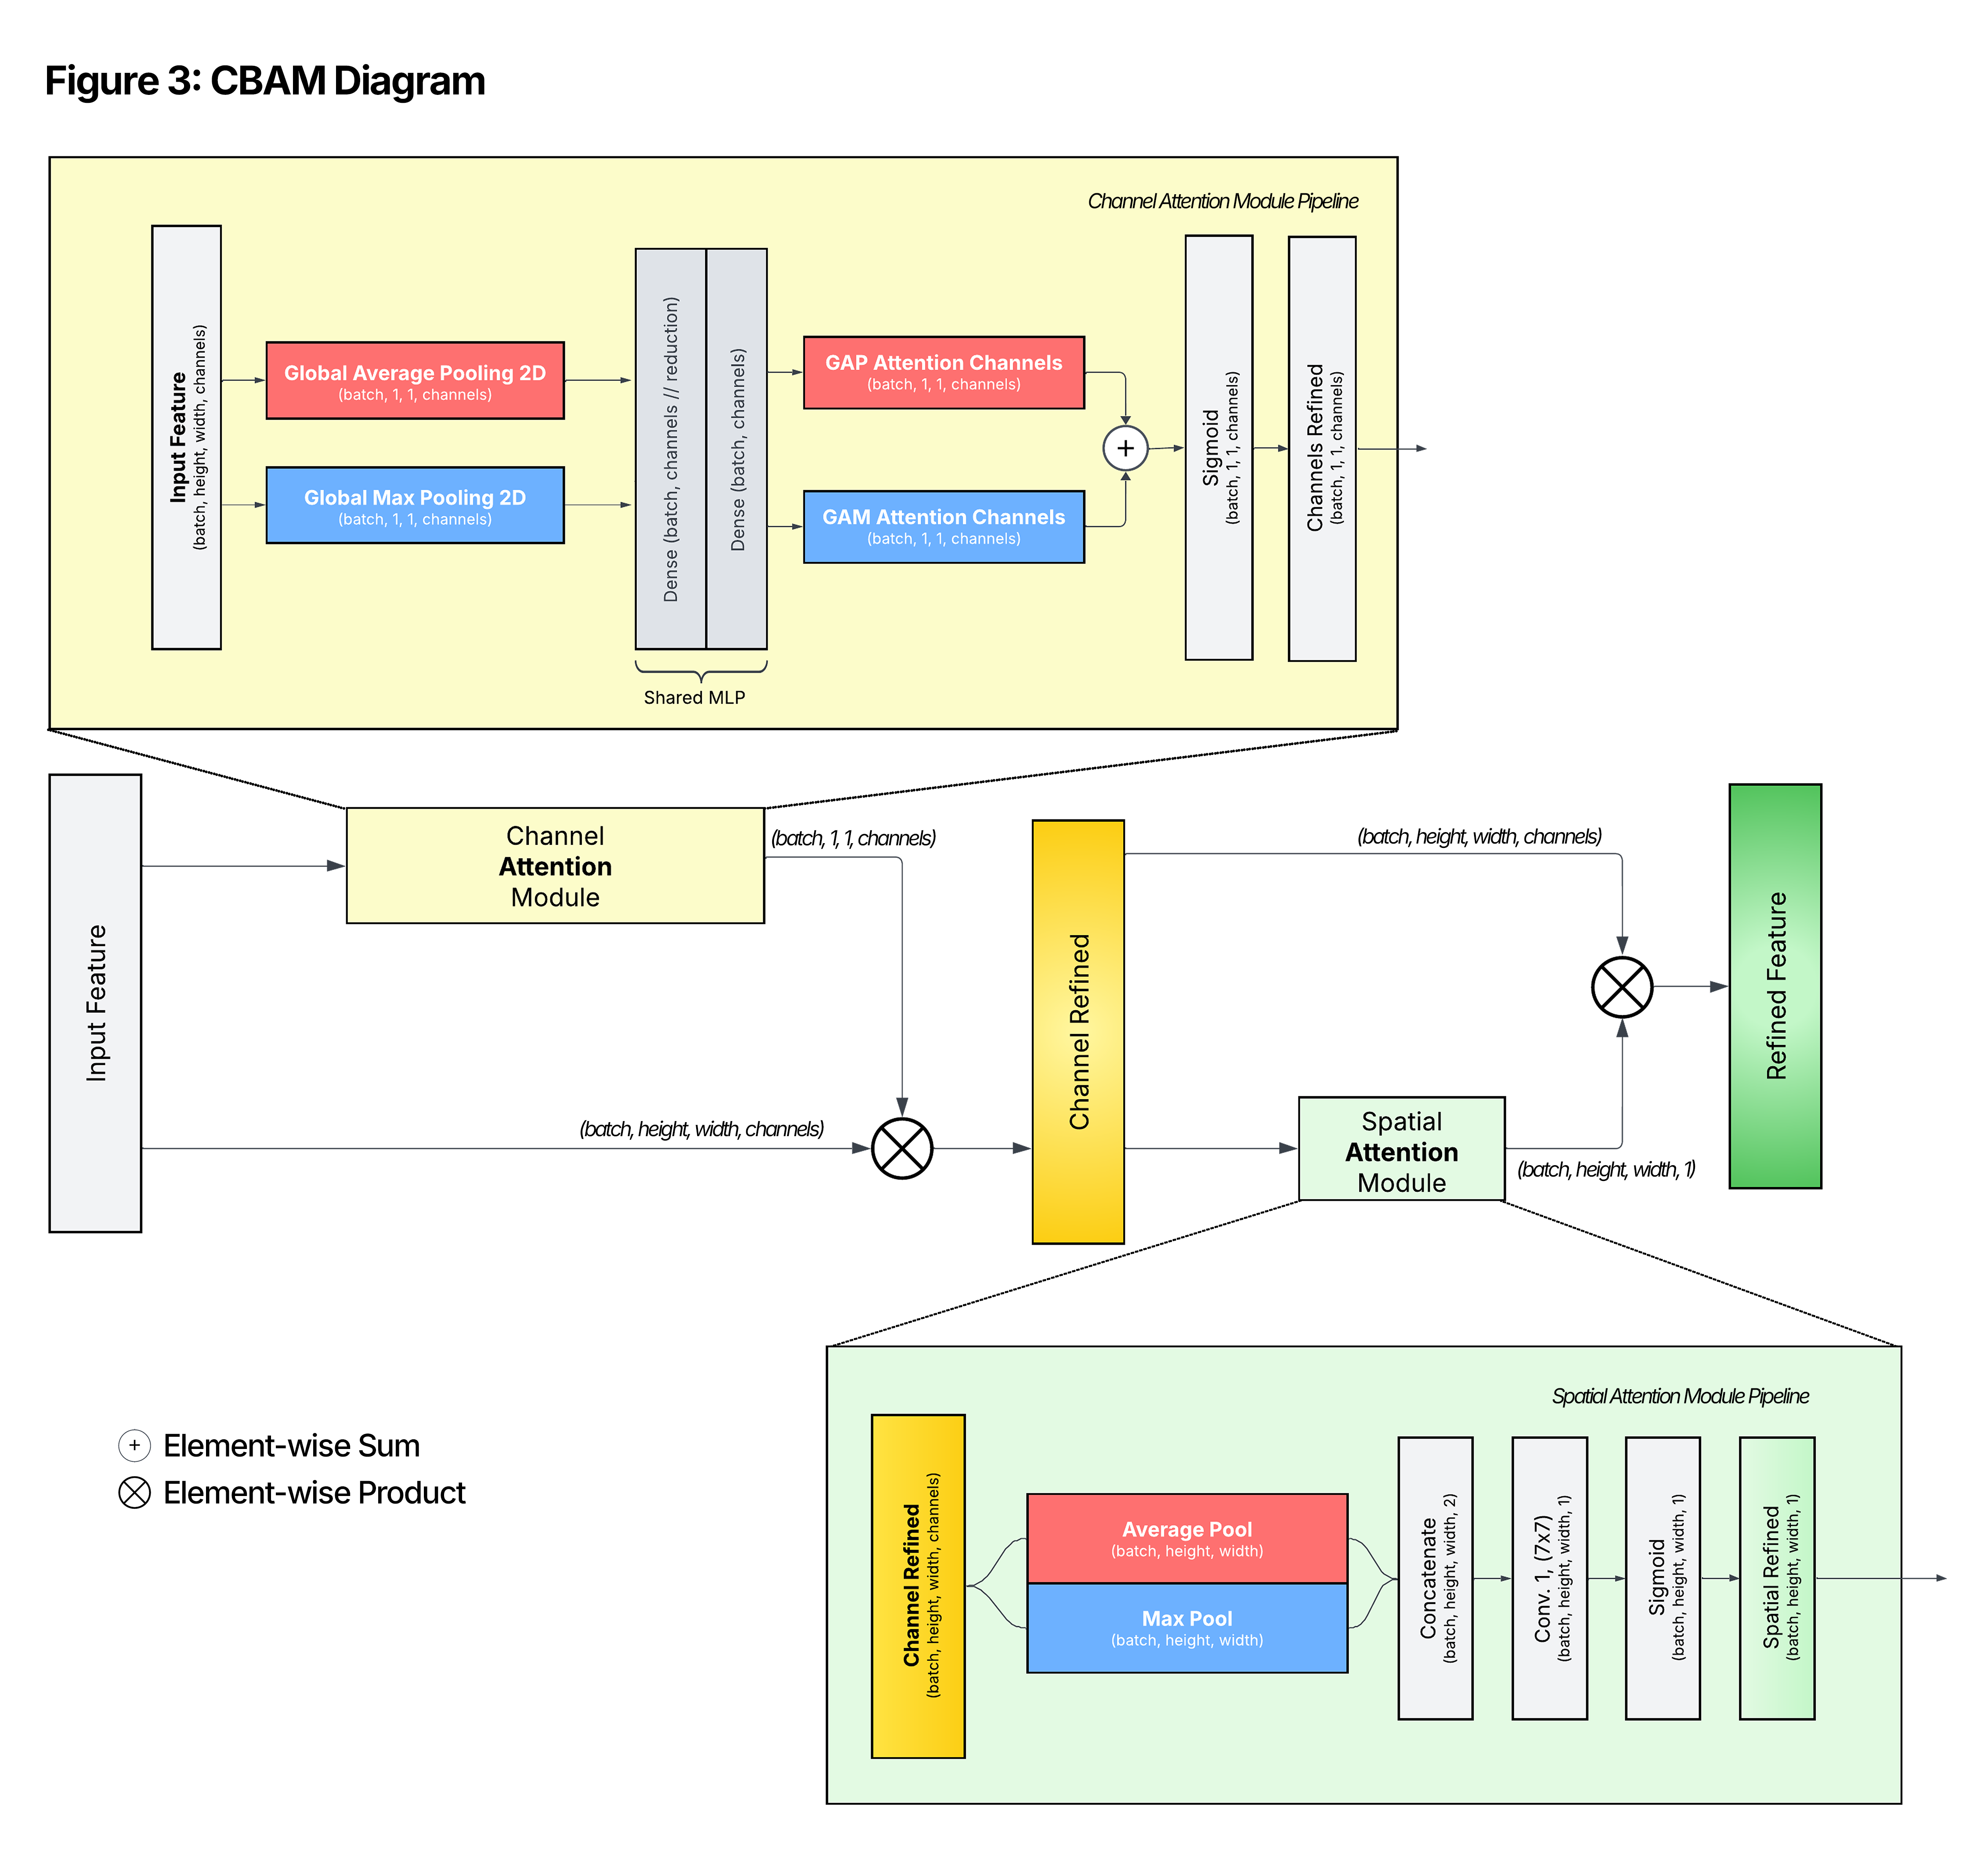 Figure 3: CBAM Diagram
Channel Attention Module Pipeline
Input Feature
(batch, height, width, channels)
Global Average Pooling 2D
(batch, 1, 1, channels)
Global Max Pooling 2D
(batch, 1, 1, channels)
Dense (batch, channels // reduction)
Dense (batch, channels)
Shared MLP
GAP Attention Channels
(batch, 1, 1, channels)
GAM Attention Channels
(batch, 1, 1, channels)
+
Sigmoid
(batch, 1, 1, channels)
Channels Refined
(batch, 1, 1, channels)
Input Feature
Channel
Attention
Module
(batch, 1, 1, channels)
(batch, height, width, channels)
Channel Refined
(batch, height, width, channels)
Spatial
Attention
Module
(batch, height, width, 1)
Refined Feature
+ Element-wise Sum
Element-wise Product
Spatial Attention Module Pipeline
Channel Refined
(batch, height, width, channels)
Average Pool
(batch, height, width)
Max Pool
(batch, height, width)
Concatenate
(batch, height, width, 2)
Conv. 1, (7x7)
(batch, height, width, 1)
Sigmoid
(batch, height, width, 1)
Spatial Refined
(batch, height, width, 1)